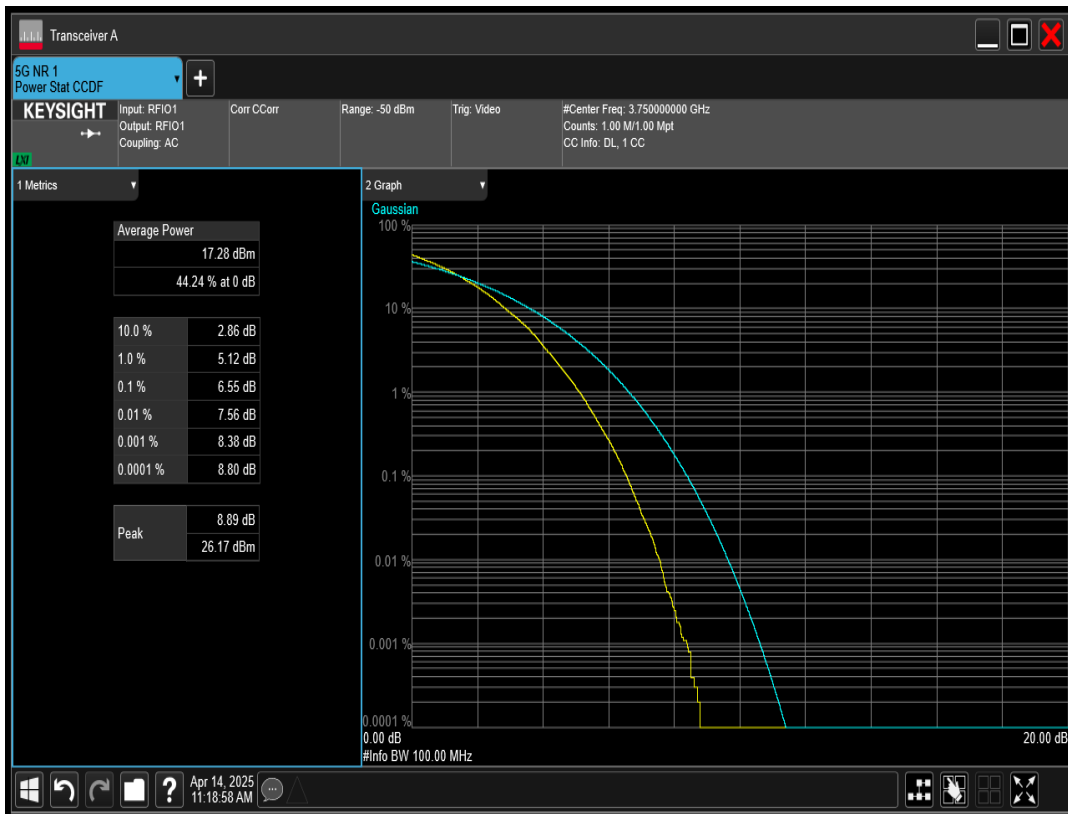 Transceiver A
5G NR 1
Power Stat CCDF
+
KEYSIGHT
LXI
Input: RFIO1
Output: RFIO1
Coupling: AC
Corr CCorr
Range: -50 dBm
Trig: Video
#Center Freq: 3.750000000 GHz
Counts: 1.00 M/1.00 Mpt
CC Info: DL, 1 CC
1 Metrics
Average Power
17.28 dBm
44.24 % at 0 dB
10.0 % 2.86 dB
1.0 % 5.12 dB
0.1 % 6.55 dB
0.01 % 7.56 dB
0.001 % 8.38 dB
0.0001 % 8.80 dB
Peak
8.89 dB
26.17 dBm
2 Graph
Gaussian
100 %
10 %
1 %
0.1 %
0.01 %
0.001 %
0.0001 %
0.00 dB 20.00 dB
#Info BW 100.00 MHz
?
Apr 14, 2025
11:18:58 AM